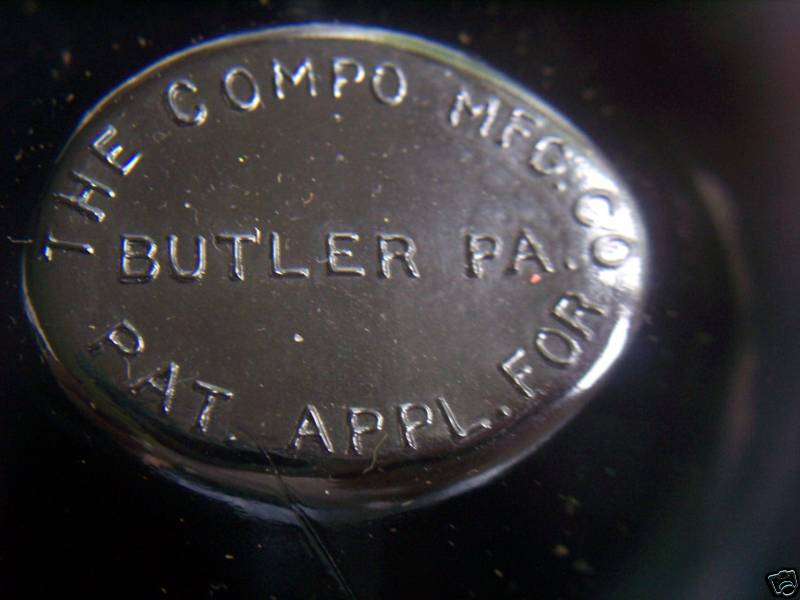 THE COMPO MFG. CO
BUTLER PA.
PAT. APPL. FOR